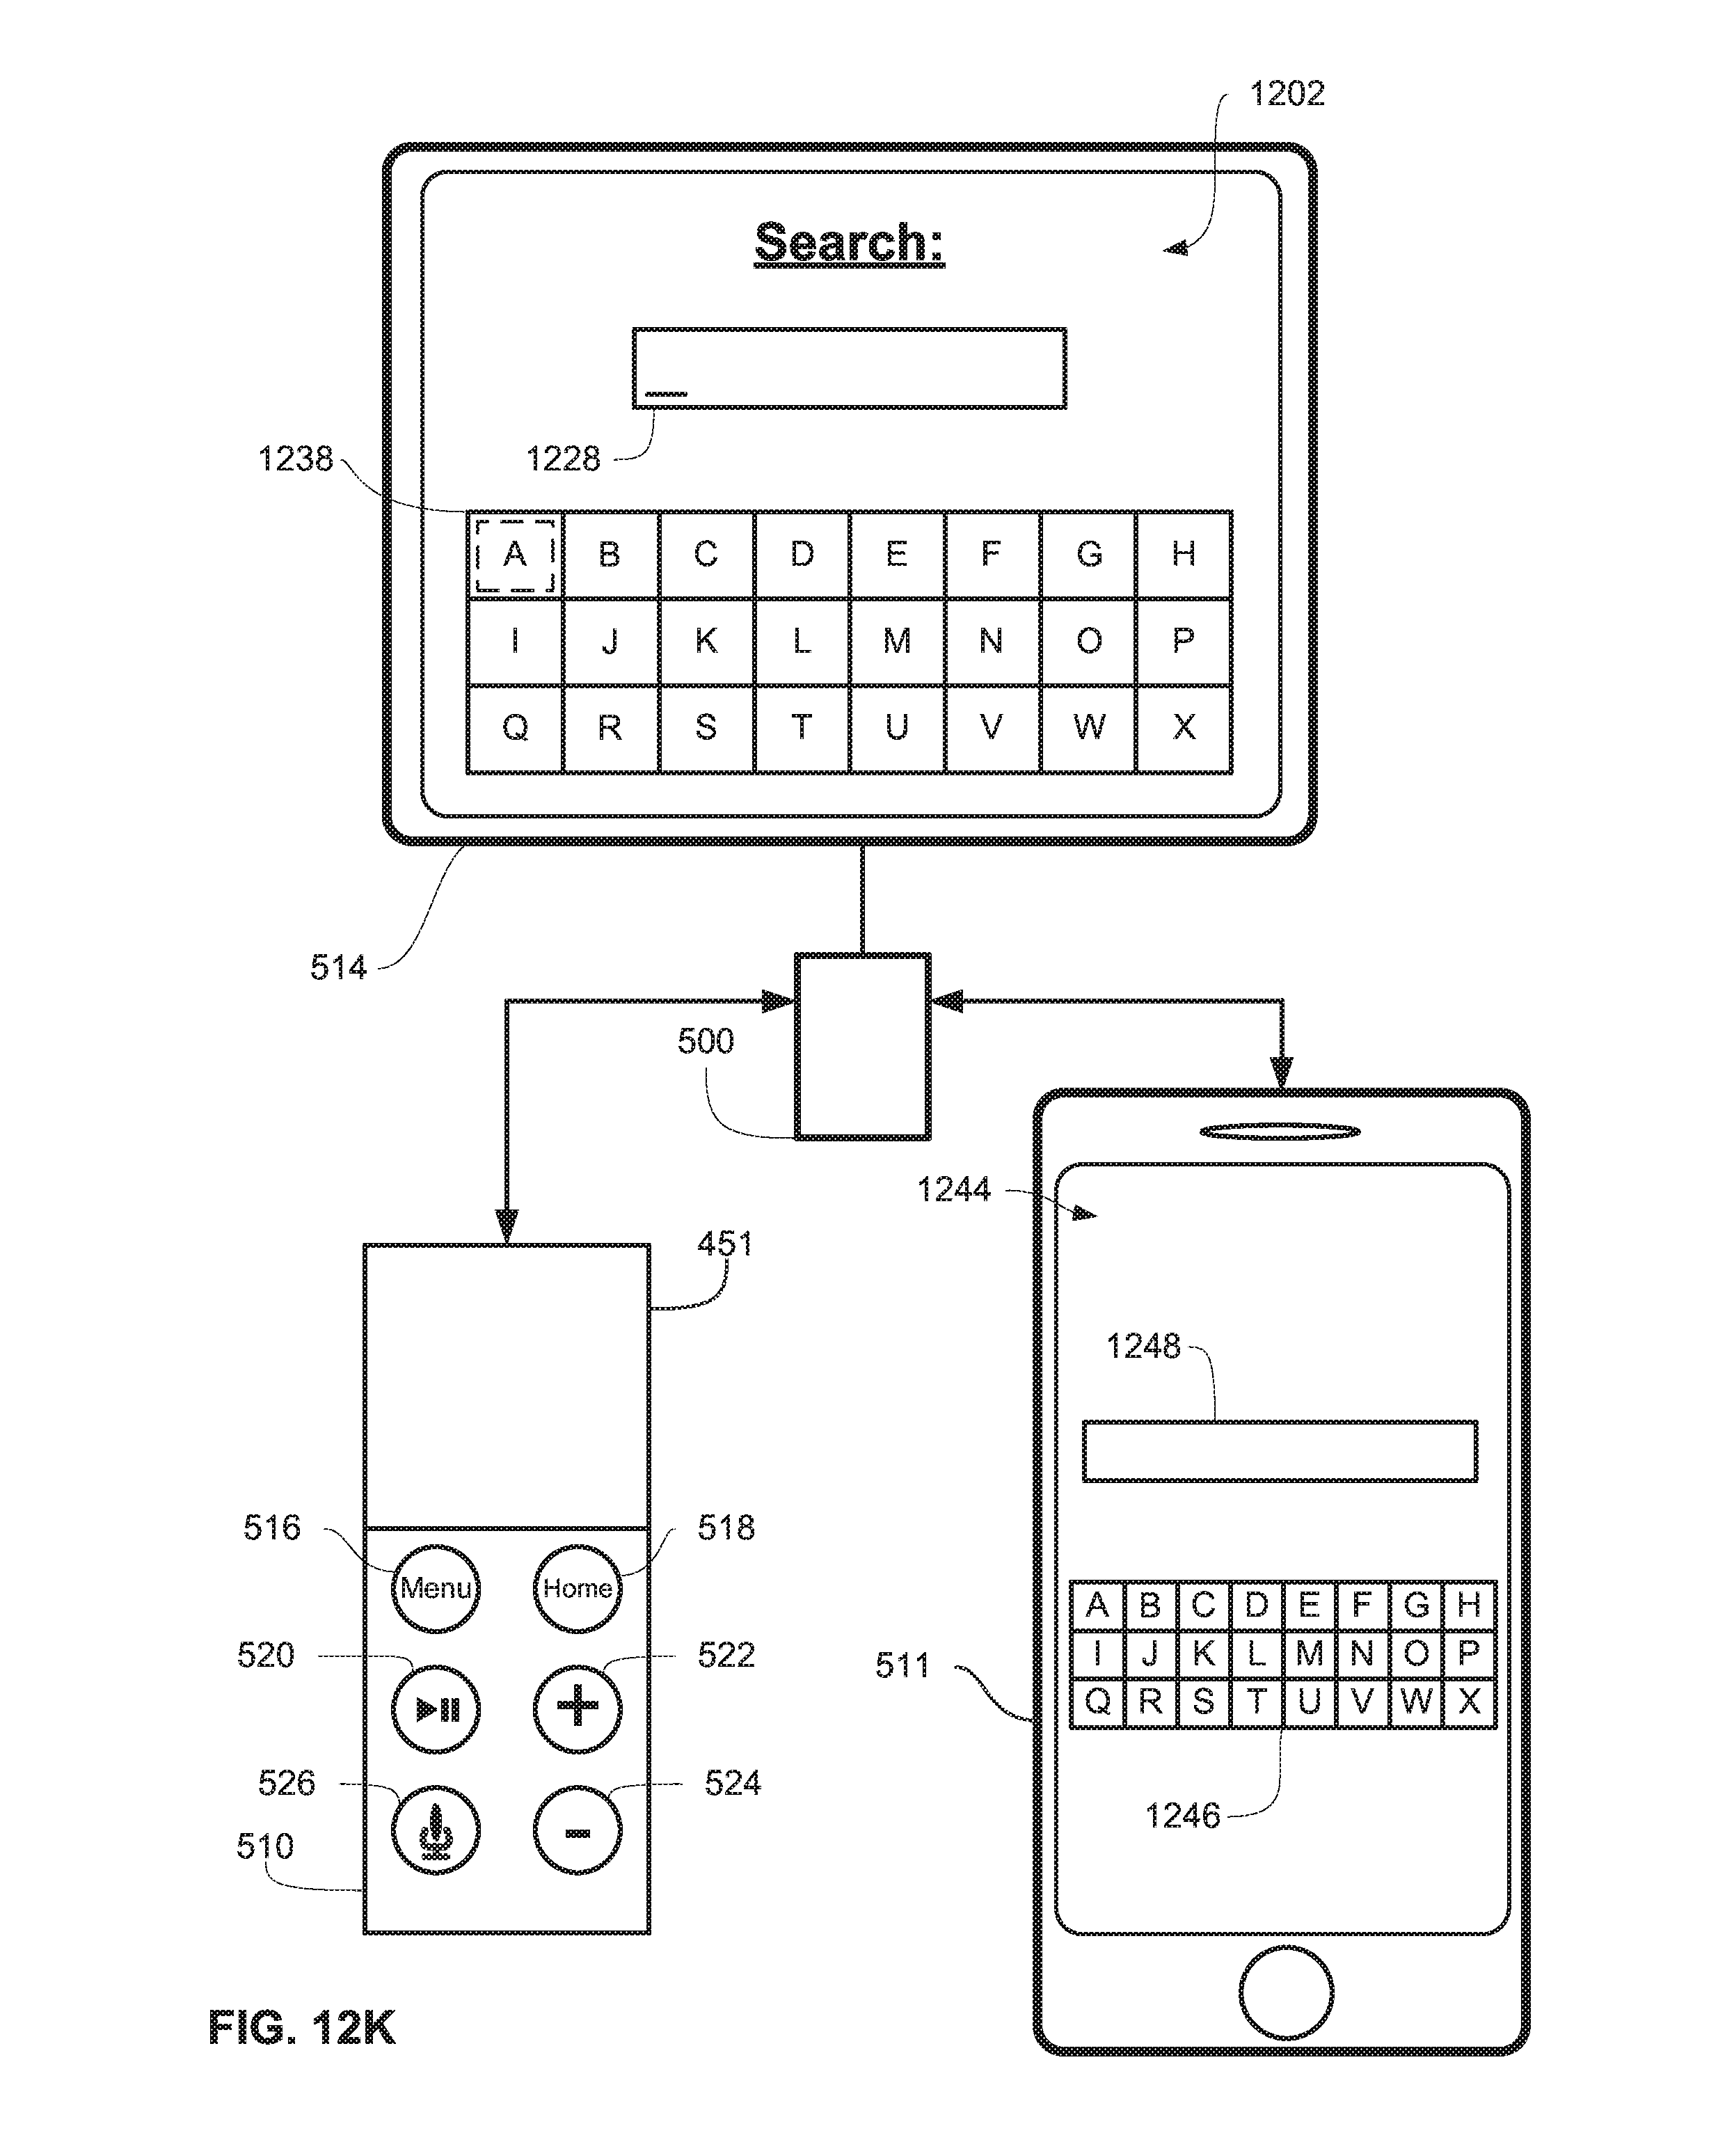 1202
Search:
1238
1228
A B C D E F G H
I J K L M N O P
Q R S T U V W X
514
500
1244
451
1248
516
518
Menu
Home
520
522
511
+
A B C D E F G H
I J K L M N O P
Q R S T U V W X
526
524
-
510
1246
FIG. 12K